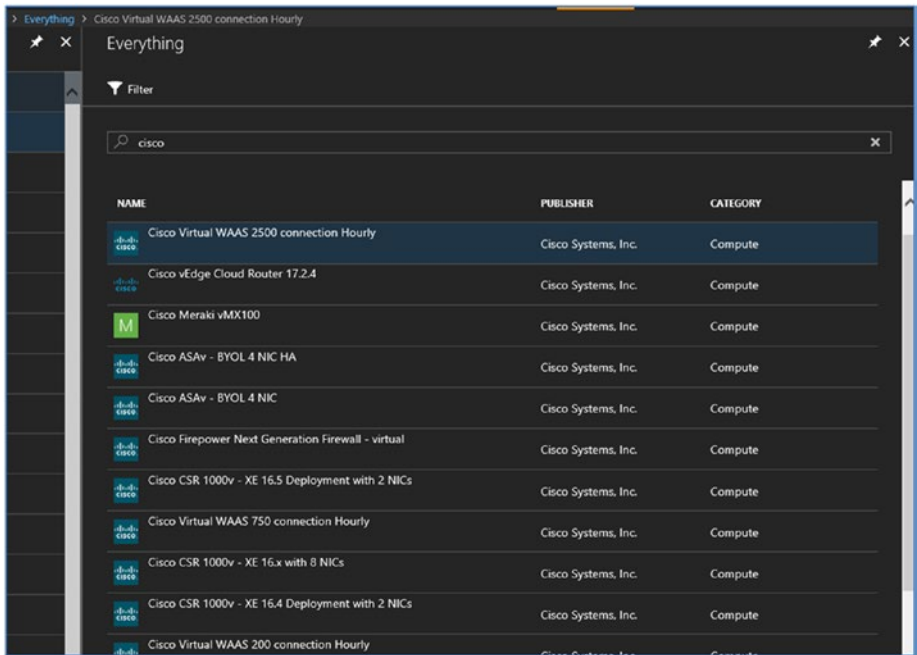 > Everything > Cisco Virtual WAAS 2500 connection Hourly
Everything
Filter
cisco
NAME PUBLISHER CATEGORY
Cisco Virtual WAAS 2500 connection Hourly Cisco Systems, Inc. Compute
Cisco vEdge Cloud Router 17.2.4 Cisco Systems, Inc. Compute
M Cisco Meraki vMX100 Cisco Systems, Inc. Compute
Cisco ASAv - BYOL 4 NIC HA Cisco Systems, Inc. Compute
Cisco ASAv - BYOL 4 NIC Cisco Systems, Inc. Compute
Cisco Firepower Next Generation Firewall - virtual Cisco Systems, Inc. Compute
Cisco CSR 1000v - XE 16.5 Deployment with 2 NICs Cisco Systems, Inc. Compute
Cisco Virtual WAAS 750 connection Hourly Cisco Systems, Inc. Compute
Cisco CSR 1000v - XE 16.x with 8 NICs Cisco Systems, Inc. Compute
Cisco CSR 1000v - XE 16.4 Deployment with 2 NICs Cisco Systems, Inc. Compute
Cisco Virtual WAAS 200 connection Hourly Cisco Systems, Inc. Compute